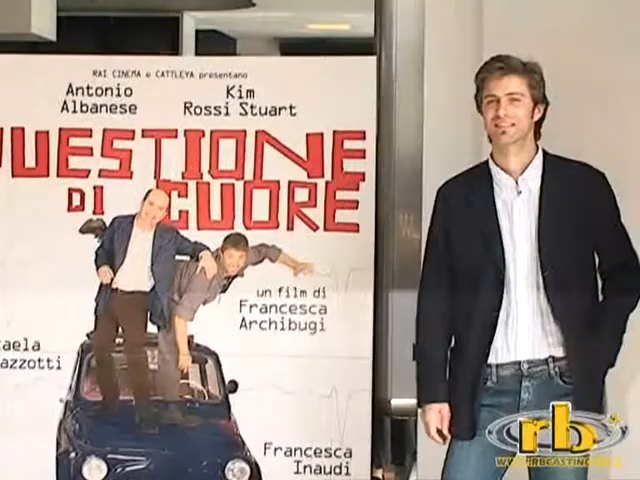 RAI CINEMA e CATTLEYA presentano
Antonio
ALBANESE
Kim
ROSSI STUART
QUESTIONE
DI CUORE
un film di
FRANCESCA
ARCHIBUGI
FRANCESCA
INAUDI
rb